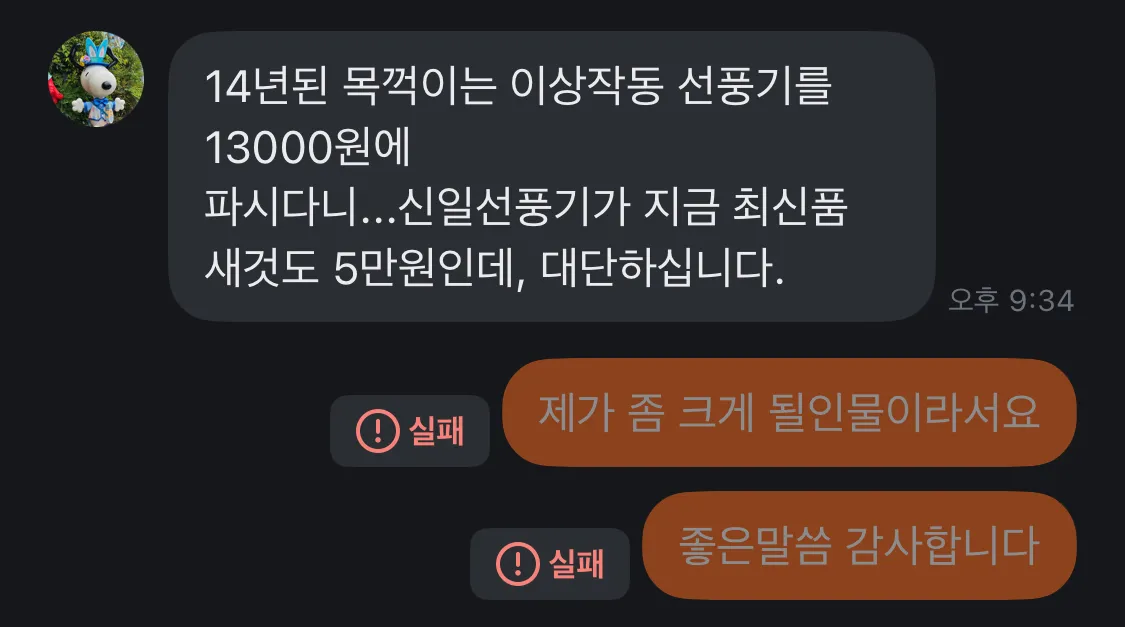 14년된 목꺽이는 이상작동 선풍기를
13000원에
파시다니...신일선풍기가 지금 최신품
새것도 5만원인데, 대단하십니다.
오후 9:34
실패
제가 좀 크게 될인물이라서요
실패
좋은말씀 감사합니다